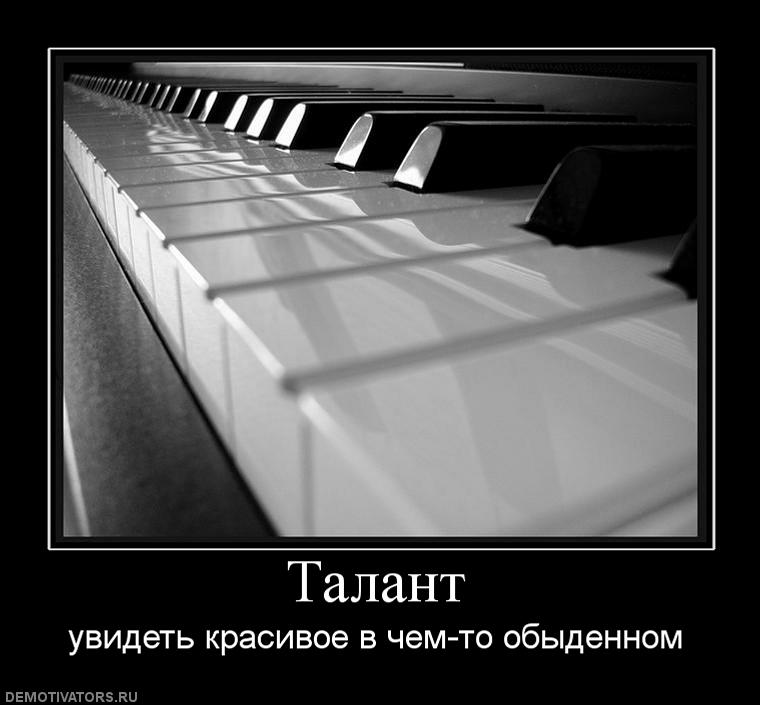 Талант
увидеть красивое в чем-то обыденном
DEMOTIVATORS.RU